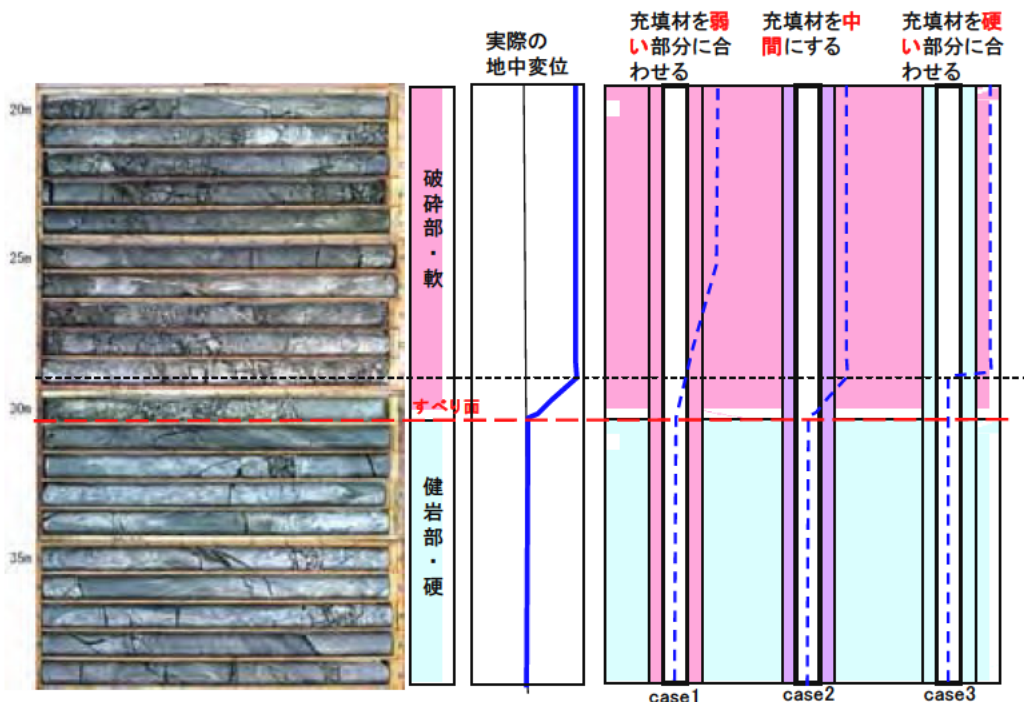 実際の
地中変位
充填材を弱
い部分に合
わせる
充填材を中
間にする
充填材を硬
い部分に合
わせる
20m
25m
30m
35m
破砕部・軟
すべり面
健岩部・硬
case1
case2
case3